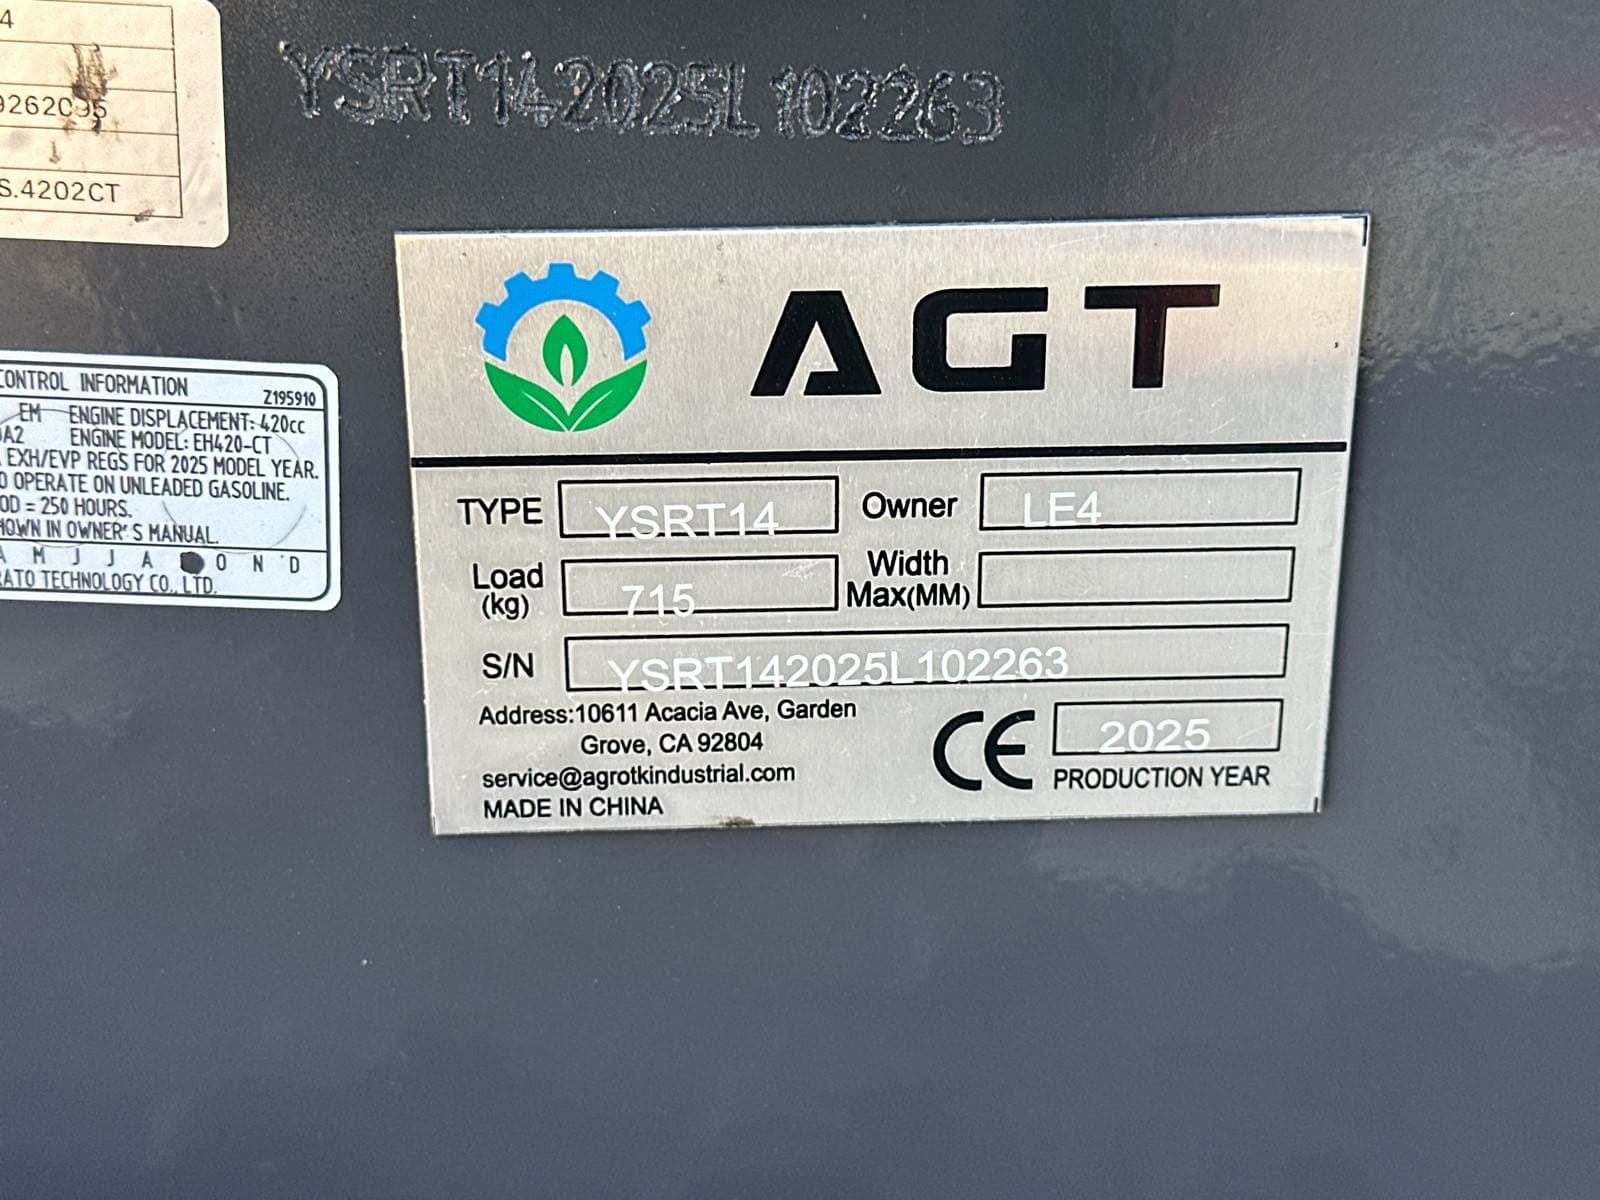 4
9262C95
S.4202CT
YSRT142025L102263
CONTROL INFORMATION Z195910
EM ENGINE DISPLACEMENT: 420cc
A2 ENGINE MODEL: EH420-CT
EXH/EVP REGS FOR 2025 MODEL YEAR.
O OPERATE ON UNLEADED GASOLINE.
OD = 250 HOURS.
HOWN IN OWNER'S MANUAL.
A M J J A O N D
RATO TECHNOLOGY CO., LTD.
AGT
TYPE YSRT14 Owner LE4
Load (kg) 715 Width Max(MM)
S/N YSRT142025L102263
Address:10611 Acacia Ave, Garden
Grove, CA 92804
service@agrotkindustrial.com
MADE IN CHINA
CE 2025
PRODUCTION YEAR